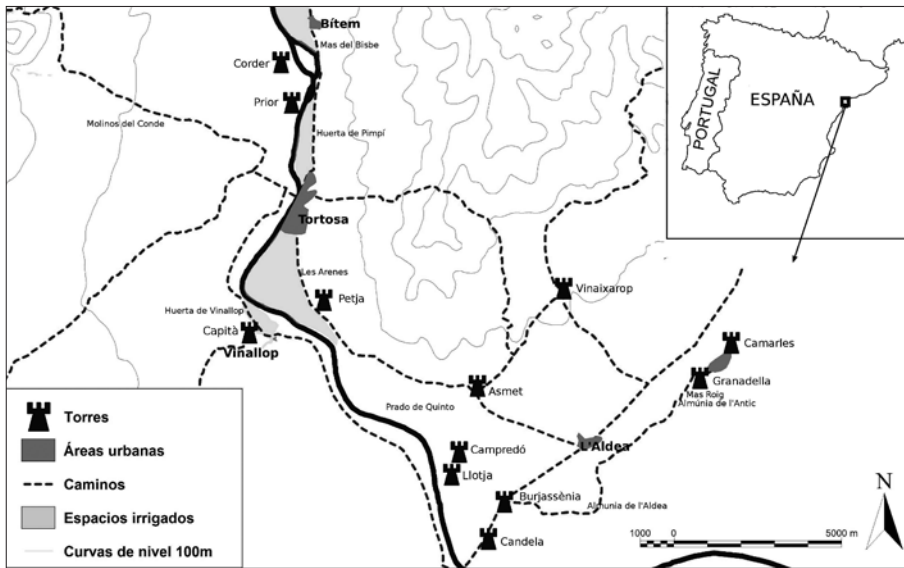 Bítem
Mas del Bisbe
Corder
Prior
Molinos del Conde
Huerta de Pimpí
Tortosa
Les Arenes
Petja
Vinaixarop
Huerta de Vinallop
Capità
Vinallop
Camarles
Granadella
Mas Roig
Almúnia de l'Antic
Asmet
Prado de Quinto
L'Aldea
Campredó
Llotja
Burjassènia
Almunia de l'Aldea
Candela
PORTUGAL
ESPAÑA
Torres
Áreas urbanas
Caminos
Espacios irrigados
Curvas de nivel 100m
N
1000 0 5000 m